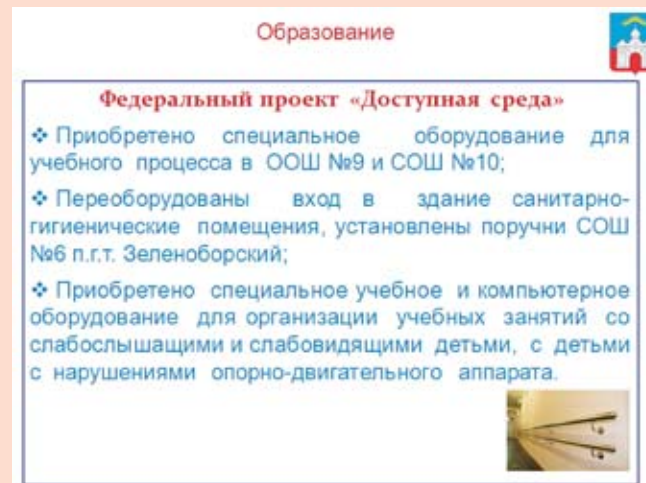 Образование
Федеральный проект «Доступная среда»
❖ Приобретено специальное оборудование для
учебного процесса в ООШ №9 и СОШ №10;
❖ Переоборудованы вход в здание санитарно-
гигиенические помещения, установлены поручни СОШ
№6 п.г.т. Зеленоборский;
❖ Приобретено специальное учебное и компьютерное
оборудование для организации учебных занятий со
слабослышащими и слабовидящими детьми, с детьми
с нарушениями опорно-двигательного аппарата.